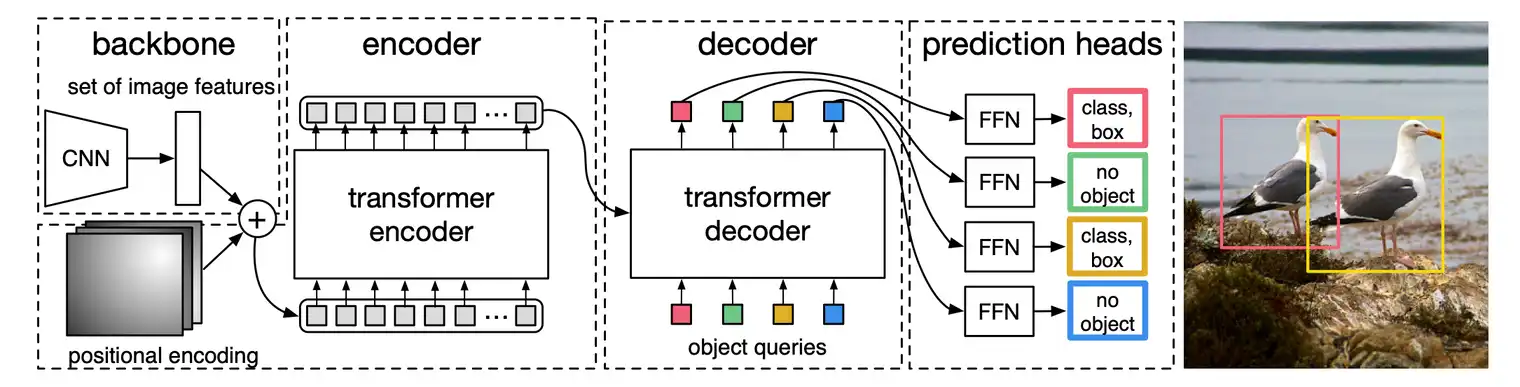 backbone
set of image features
CNN
+
positional encoding
encoder
...
transformer
encoder
...
decoder
transformer
decoder
object queries
prediction heads
FFN
class,
box
FFN
no
object
FFN
class,
box
FFN
no
object